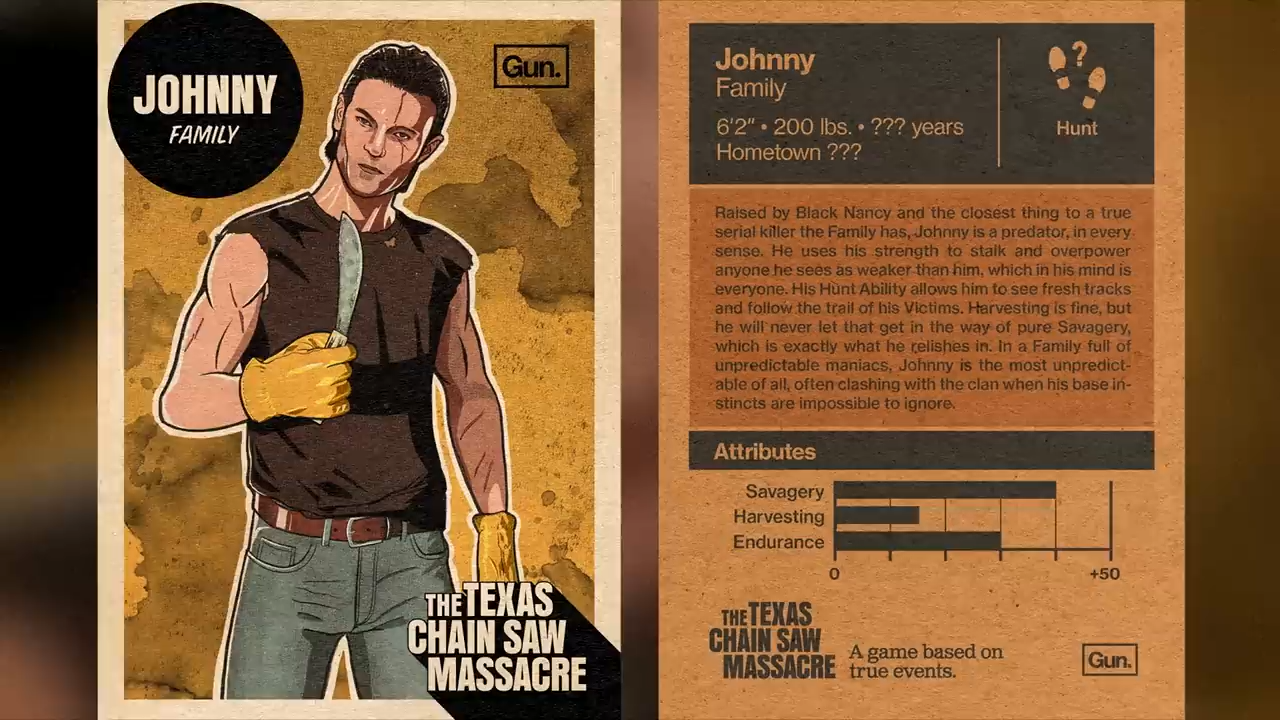 JOHNNY
FAMILY
Gun.
THE TEXAS
CHAIN SAW
MASSACRE
Johnny
Family
6'2" • 200 lbs. • ??? years
Hometown ???
?
Hunt
Raised by Black Nancy and the closest thing to a true
serial killer the Family has, Johnny is a predator, in every
sense. He uses his strength to stalk and overpower
anyone he sees as weaker than him, which in his mind is
everyone. His Hunt Ability allows him to see fresh tracks
and follow the trail of his Victims. Harvesting is fine, but
he will never let that get in the way of pure Savagery,
which is exactly what he relishes in. In a Family full of
unpredictable maniacs, Johnny is the most unpredict-
able of all, often clashing with the clan when his base in-
stincts are impossible to ignore.
Attributes
Savagery
Harvesting
Endurance
0 +50
THE TEXAS
CHAIN SAW
MASSACRE
A game based on
true events.
Gun.